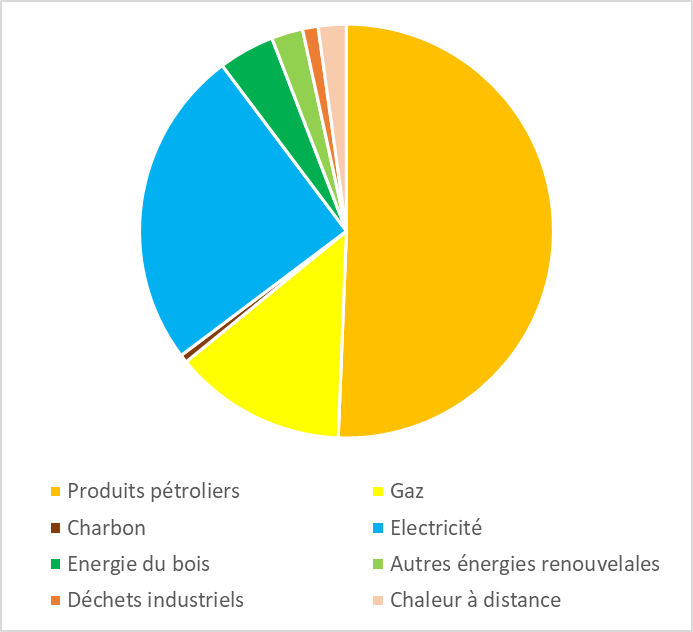 Produits pétroliers
Gaz
Charbon
Electricité
Energie du bois
Autres énergies renouvelales
Déchets industriels
Chaleur à distance